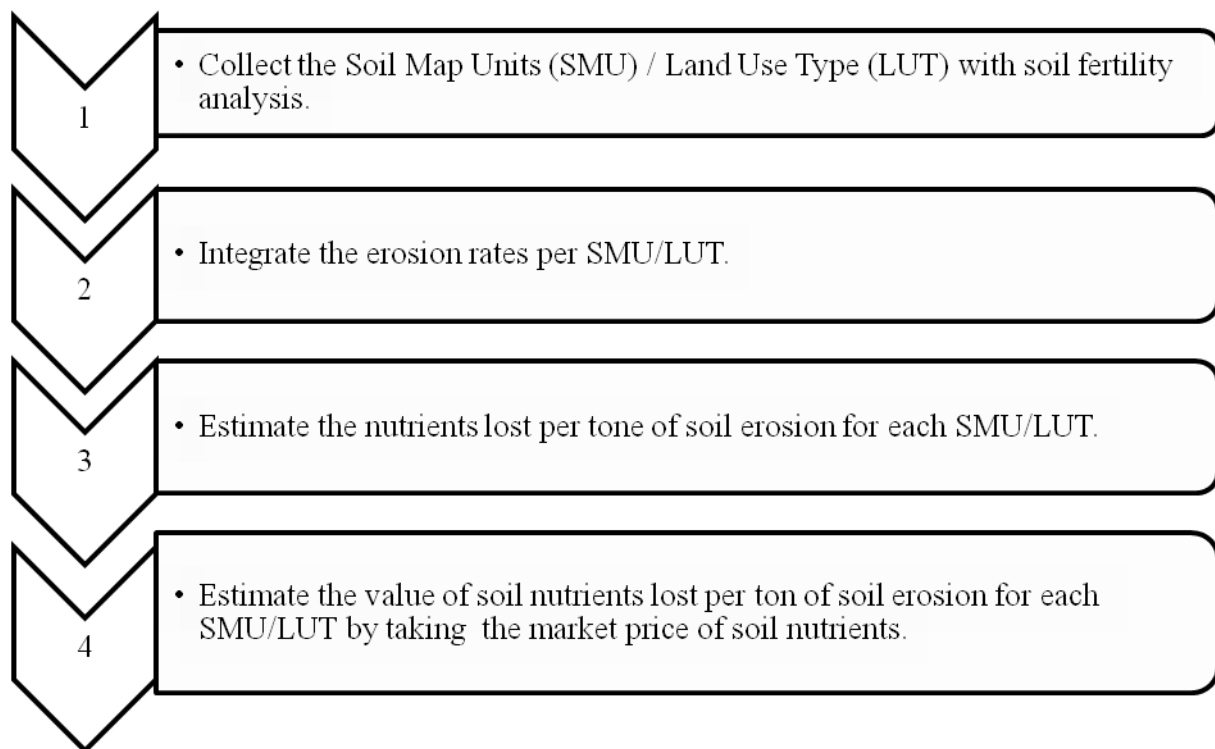 1
• Collect the Soil Map Units (SMU) / Land Use Type (LUT) with soil fertility
analysis.
2
• Integrate the erosion rates per SMU/LUT.
3
• Estimate the nutrients lost per tone of soil erosion for each SMU/LUT.
4
• Estimate the value of soil nutrients lost per ton of soil erosion for each
SMU/LUT by taking the market price of soil nutrients.